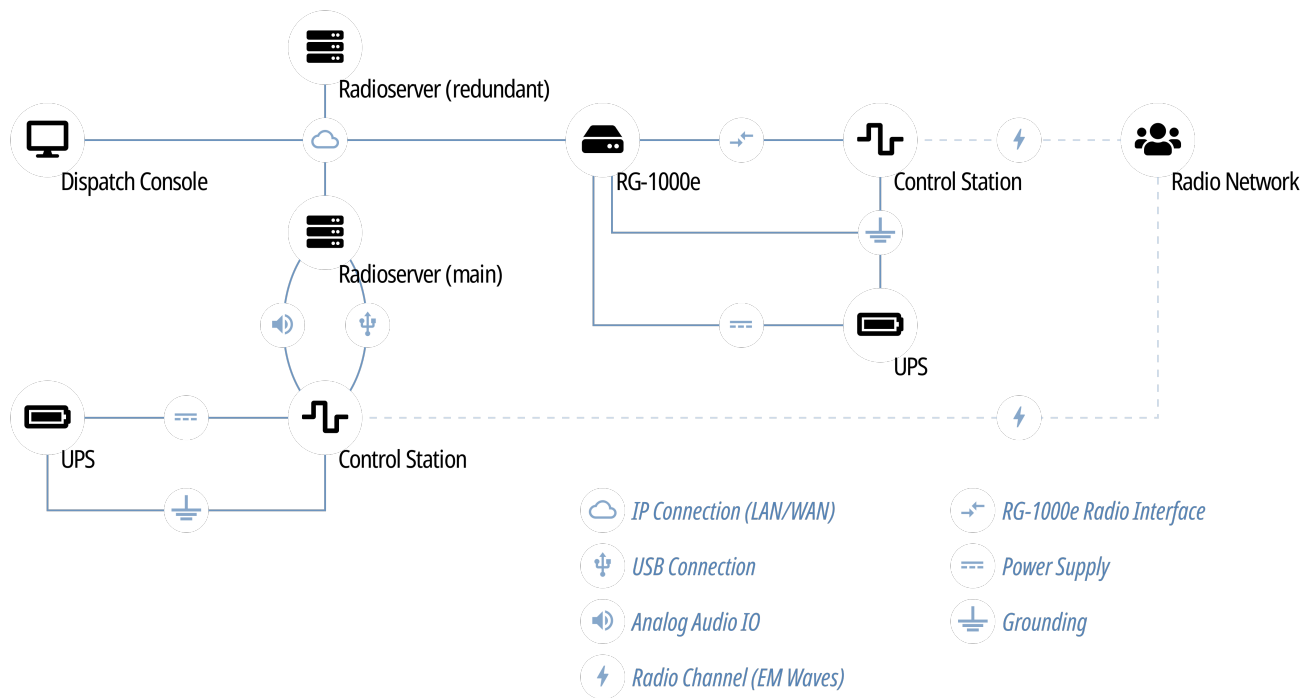 Radioserver (redundant)
Dispatch Console
RG-1000e
Control Station
Radio Network
Radioserver (main)
UPS
UPS
Control Station
IP Connection (LAN/WAN)
RG-1000e Radio Interface
USB Connection
Power Supply
Analog Audio IO
Grounding
Radio Channel (EM Waves)